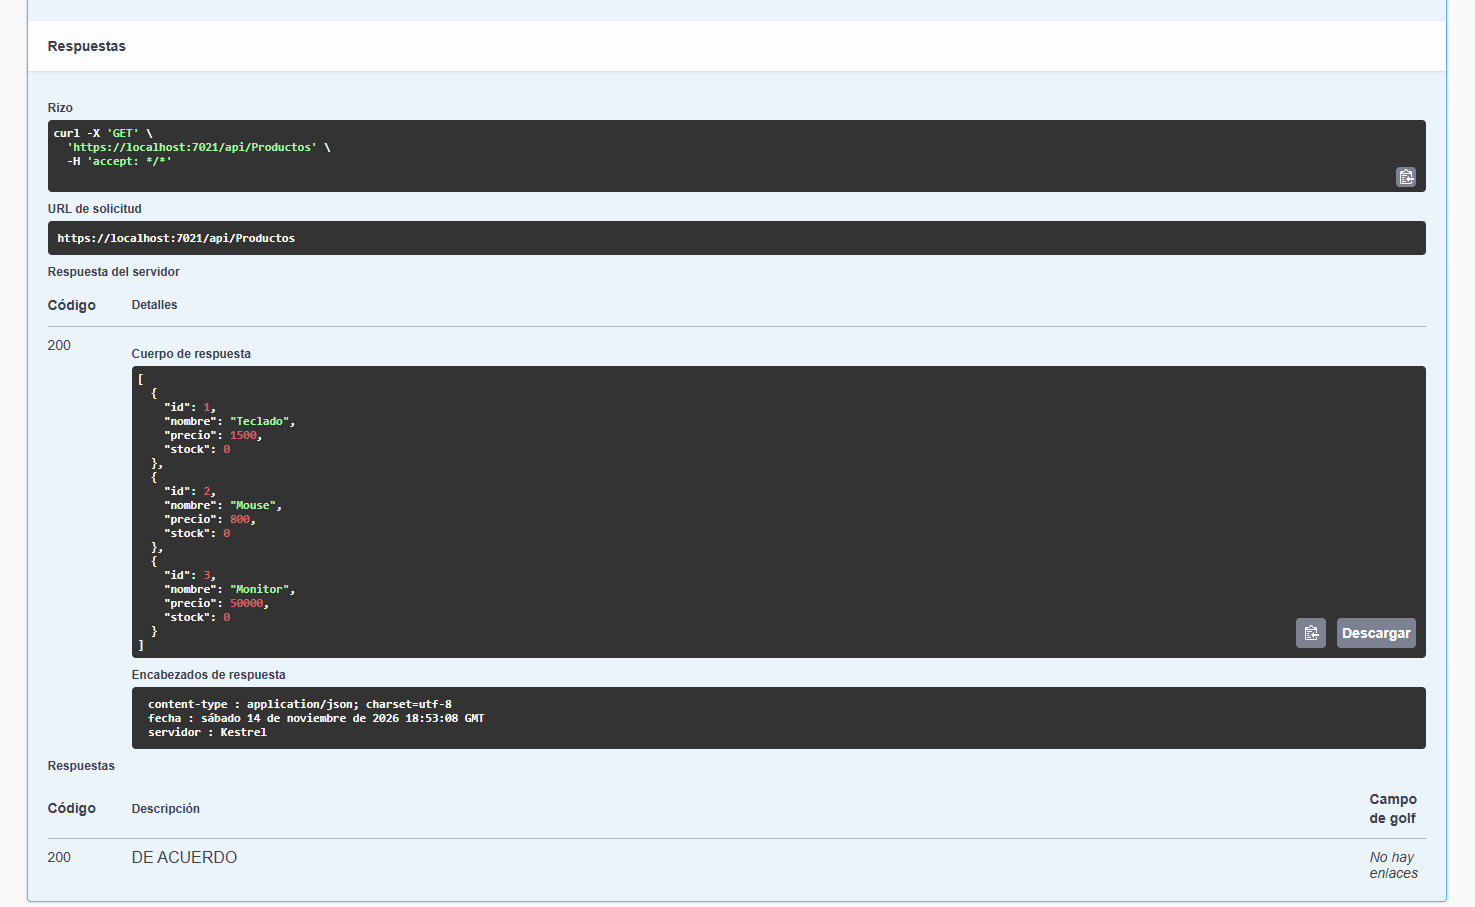 Respuestas
Rizo
curl -X 'GET' \
'https://localhost:7021/api/Productos' \
-H 'accept: */*'
URL de solicitud
https://localhost:7021/api/Productos
Respuesta del servidor
Código Detalles
200
Cuerpo de respuesta
[
{
"id": 1,
"nombre": "Teclado",
"precio": 1500,
"stock": 0
},
{
"id": 2,
"nombre": "Mouse",
"precio": 800,
"stock": 0
},
{
"id": 3,
"nombre": "Monitor",
"precio": 50000,
"stock": 0
}
]
Descargar
Encabezados de respuesta
content-type : application/json; charset=utf-8
fecha : sábado 14 de noviembre de 2026 18:53:08 GMT
servidor : Kestrel
Respuestas
Código Descripción Campo de golf
200 DE ACUERDO No hay enlaces